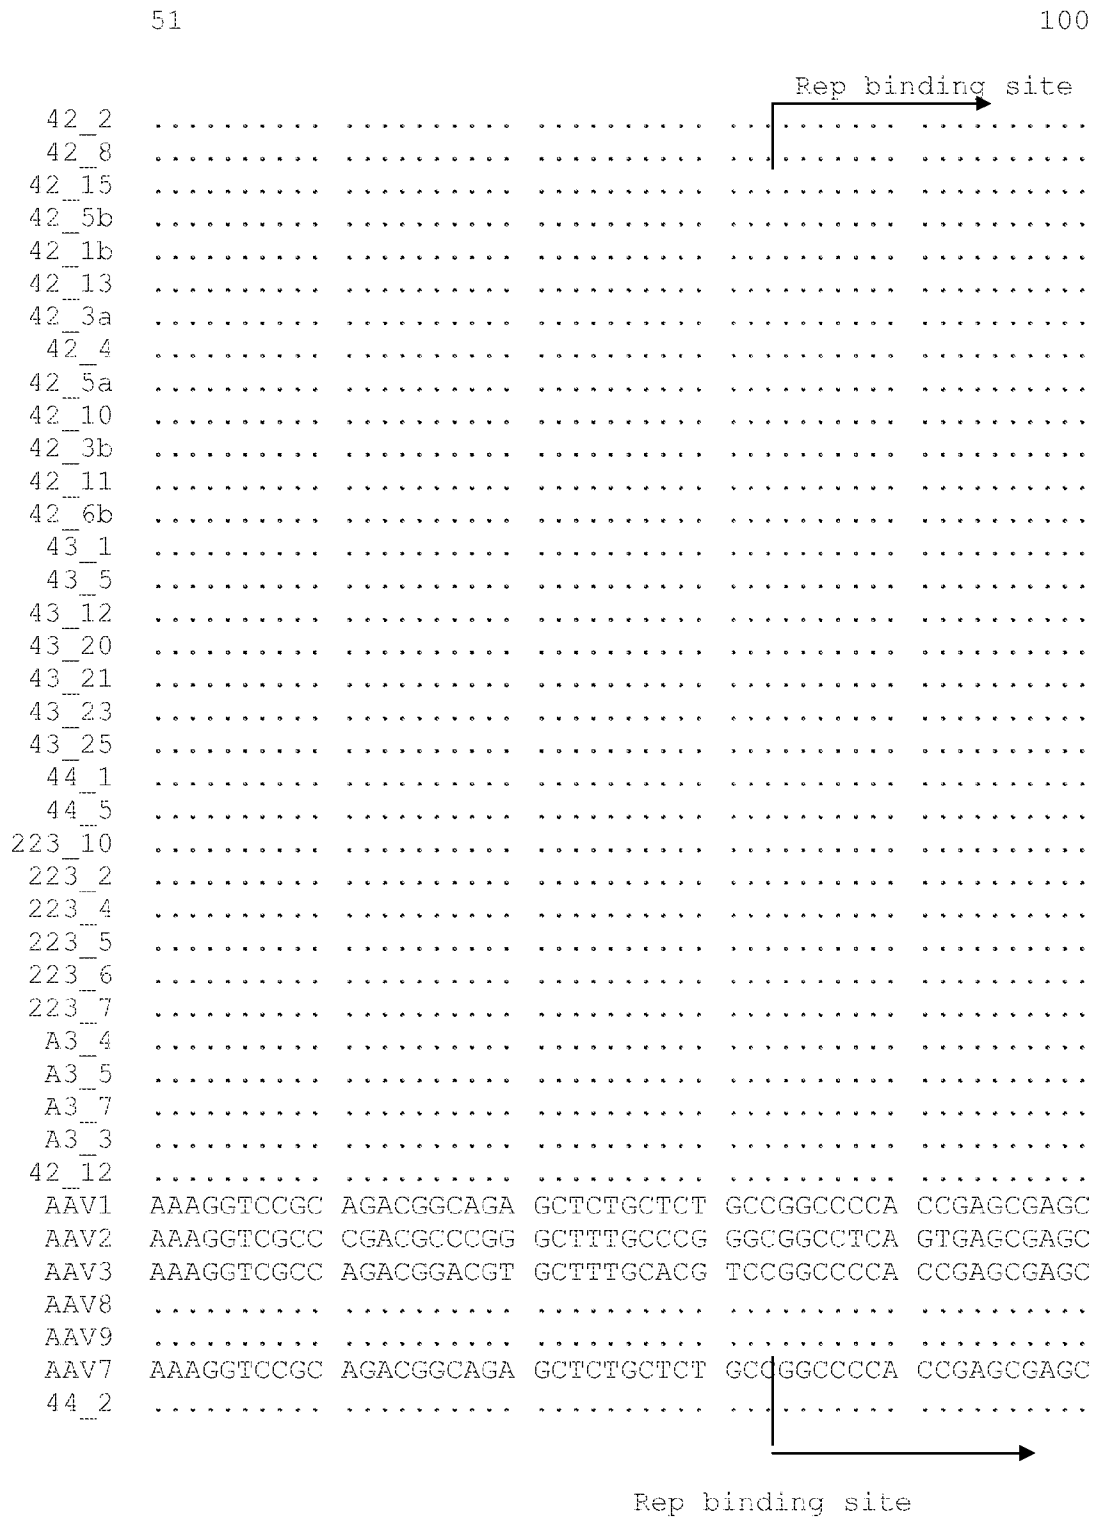 51 100
Rep binding site
42_2 .......... .......... .......... .......... ..........
42_8 .......... .......... .......... .......... ..........
42_15 .......... .......... .......... .......... ..........
42_5b .......... .......... .......... .......... ..........
42_1b .......... .......... .......... .......... ..........
42_13 .......... .......... .......... .......... ..........
42_3a .......... .......... .......... .......... ..........
42_4 .......... .......... .......... .......... ..........
42_5a .......... .......... .......... .......... ..........
42_10 .......... .......... .......... .......... ..........
42_3b .......... .......... .......... .......... ..........
42_11 .......... .......... .......... .......... ..........
42_6b .......... .......... .......... .......... ..........
43_1 .......... .......... .......... .......... ..........
43_5 .......... .......... .......... .......... ..........
43_12 .......... .......... .......... .......... ..........
43_20 .......... .......... .......... .......... ..........
43_21 .......... .......... .......... .......... ..........
43_23 .......... .......... .......... .......... ..........
43_25 .......... .......... .......... .......... ..........
44_1 .......... .......... .......... .......... ..........
44_5 .......... .......... .......... .......... ..........
223_10 .......... .......... .......... .......... ..........
223_2 .......... .......... .......... .......... ..........
223_4 .......... .......... .......... .......... ..........
223_5 .......... .......... .......... .......... ..........
223_6 .......... .......... .......... .......... ..........
223_7 .......... .......... .......... .......... ..........
A3_4 .......... .......... .......... .......... ..........
A3_5 .......... .......... .......... .......... ..........
A3_7 .......... .......... .......... .......... ..........
A3_3 .......... .......... .......... .......... ..........
42_12 .......... .......... .......... .......... ..........
AAV1 AAAGGTCCGC AGACGGCAGA GCTCTGCTCT GCCGGCCCCA CCGAGCGAGC
AAV2 AAAGGTCGCC CGACGCCCGG GCTTTGCCCG GGCGGCCTCA GTGAGCGAGC
AAV3 AAAGGTCGCC AGACGGACGT GCTTTGCACG TCCGGCCCCA CCGAGCGAGC
AAV8 .......... .......... .......... .......... ..........
AAV9 .......... .......... .......... .......... ..........
AAV7 AAAGGTCCGC AGACGGCAGA GCTCTGCTCT GCCGGCCCCA CCGAGCGAGC
44_2 .......... .......... .......... .......... ..........
Rep binding site